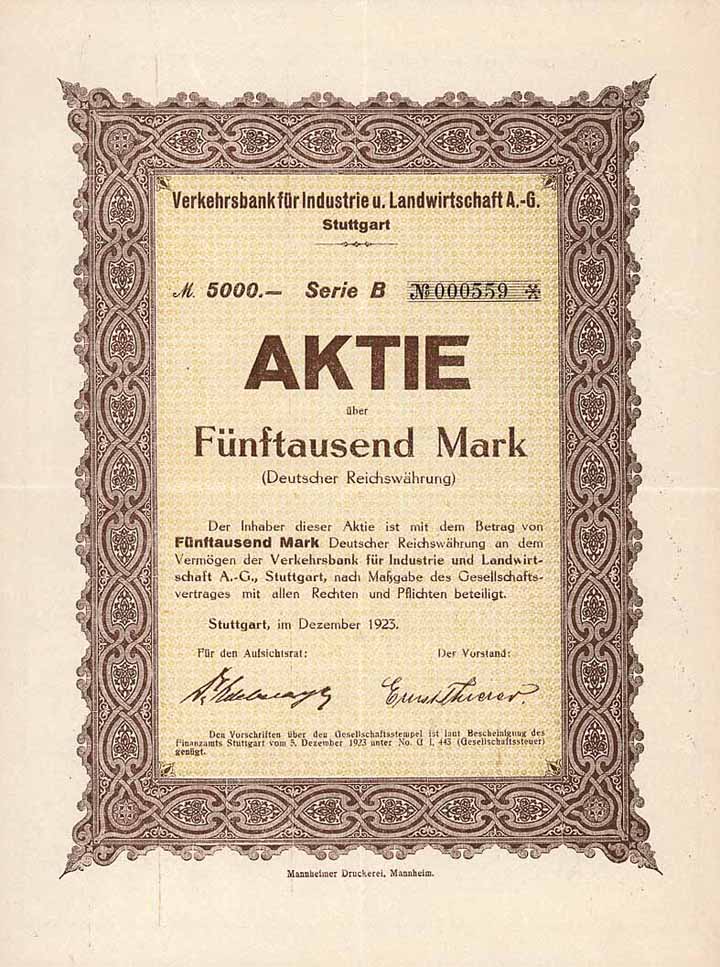 Verkehrsbank für Industrie u. Landwirtschaft A.-G.
Stuttgart
M. 5000.— Serie B № 000559 *
AKTIE
über
Fünftausend Mark
(Deutscher Reichswährung)
Der Inhaber dieser Aktie ist mit dem Betrag von
Fünftausend Mark Deutscher Reichswährung an dem
Vermögen der Verkehrsbank für Industrie und Landwirt-
schaft A.-G., Stuttgart, nach Maßgabe des Gesellschafts-
vertrages mit allen Rechten und Pflichten beteiligt.
Stuttgart, im Dezember 1923.
Für den Aufsichtsrat: Der Vorstand:
Den Vorschriften über den Gesellschaftsstempel ist laut Bescheinigung des
Finanzamts Stuttgart vom 5. Dezember 1923 unter No. G I, 443 (Gesellschaftssteuer)
genügt.
Mannheimer Druckerei, Mannheim.